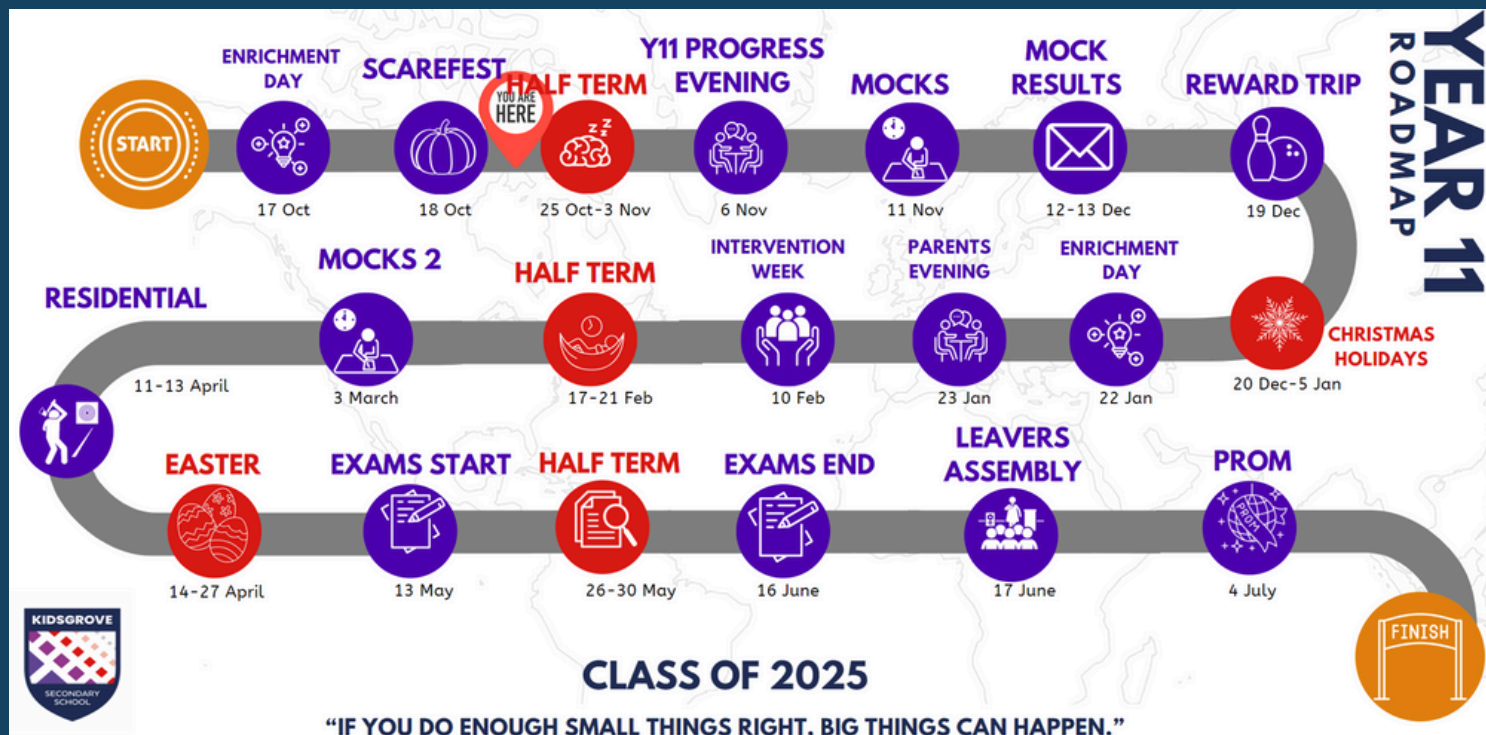 YEAR 11
ROADMAP
START
ENRICHMENT
DAY
17 Oct
SCAREFEST
18 Oct
YOU ARE
HERE
HALF TERM
25 Oct-3 Nov
Y11 PROGRESS
EVENING
6 Nov
MOCKS
11 Nov
MOCK
RESULTS
12-13 Dec
REWARD TRIP
19 Dec
CHRISTMAS
HOLIDAYS
20 Dec-5 Jan
ENRICHMENT
DAY
22 Jan
PARENTS
EVENING
23 Jan
INTERVENTION
WEEK
10 Feb
HALF TERM
17-21 Feb
MOCKS 2
3 March
RESIDENTIAL
11-13 April
EASTER
14-27 April
EXAMS START
13 May
HALF TERM
26-30 May
EXAMS END
16 June
LEAVERS
ASSEMBLY
17 June
PROM
PROM
4 July
FINISH
KIDSGROVE
SECONDARY
SCHOOL
CLASS OF 2025
“IF YOU DO ENOUGH SMALL THINGS RIGHT, BIG THINGS CAN HAPPEN.”